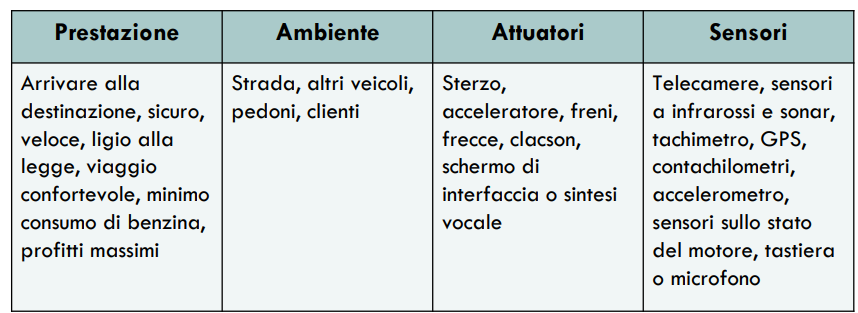 Prestazione
Ambiente
Attuatori
Sensori
Arrivare alla
destinazione, sicuro,
veloce, ligio alla
legge, viaggio
confortevole, minimo
consumo di benzina,
profitti massimi
Strada, altri veicoli,
pedoni, clienti
Sterzo,
acceleratore, freni,
frecce, clacson,
schermo di
interfaccia o sintesi
vocale
Telecamere, sensori
a infrarossi e sonar,
tachimetro, GPS,
contachilometri,
accelerometro,
sensori sullo stato
del motore, tastiera
o microfono